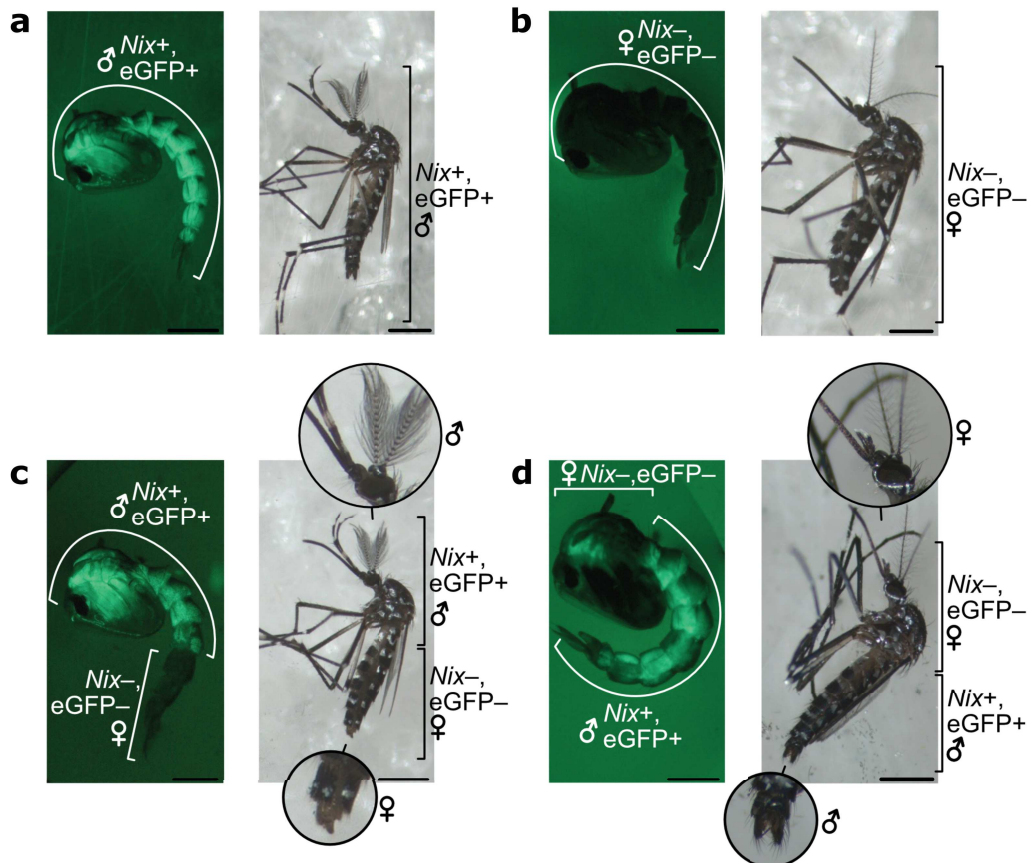 a
♂ Nix+,
eGFP+
Nix+,
eGFP+
♂
b
♀ Nix–,
eGFP–
Nix–,
eGFP–
♀
c
♂ Nix+,
eGFP+
Nix–,
eGFP–
♀
♂
Nix+,
eGFP+
♂
Nix–,
eGFP–
♀
♀
d
♀ Nix–,eGFP–
♂ Nix+,
eGFP+
♀
Nix–,
eGFP–
♀
Nix+,
eGFP+
♂
♂